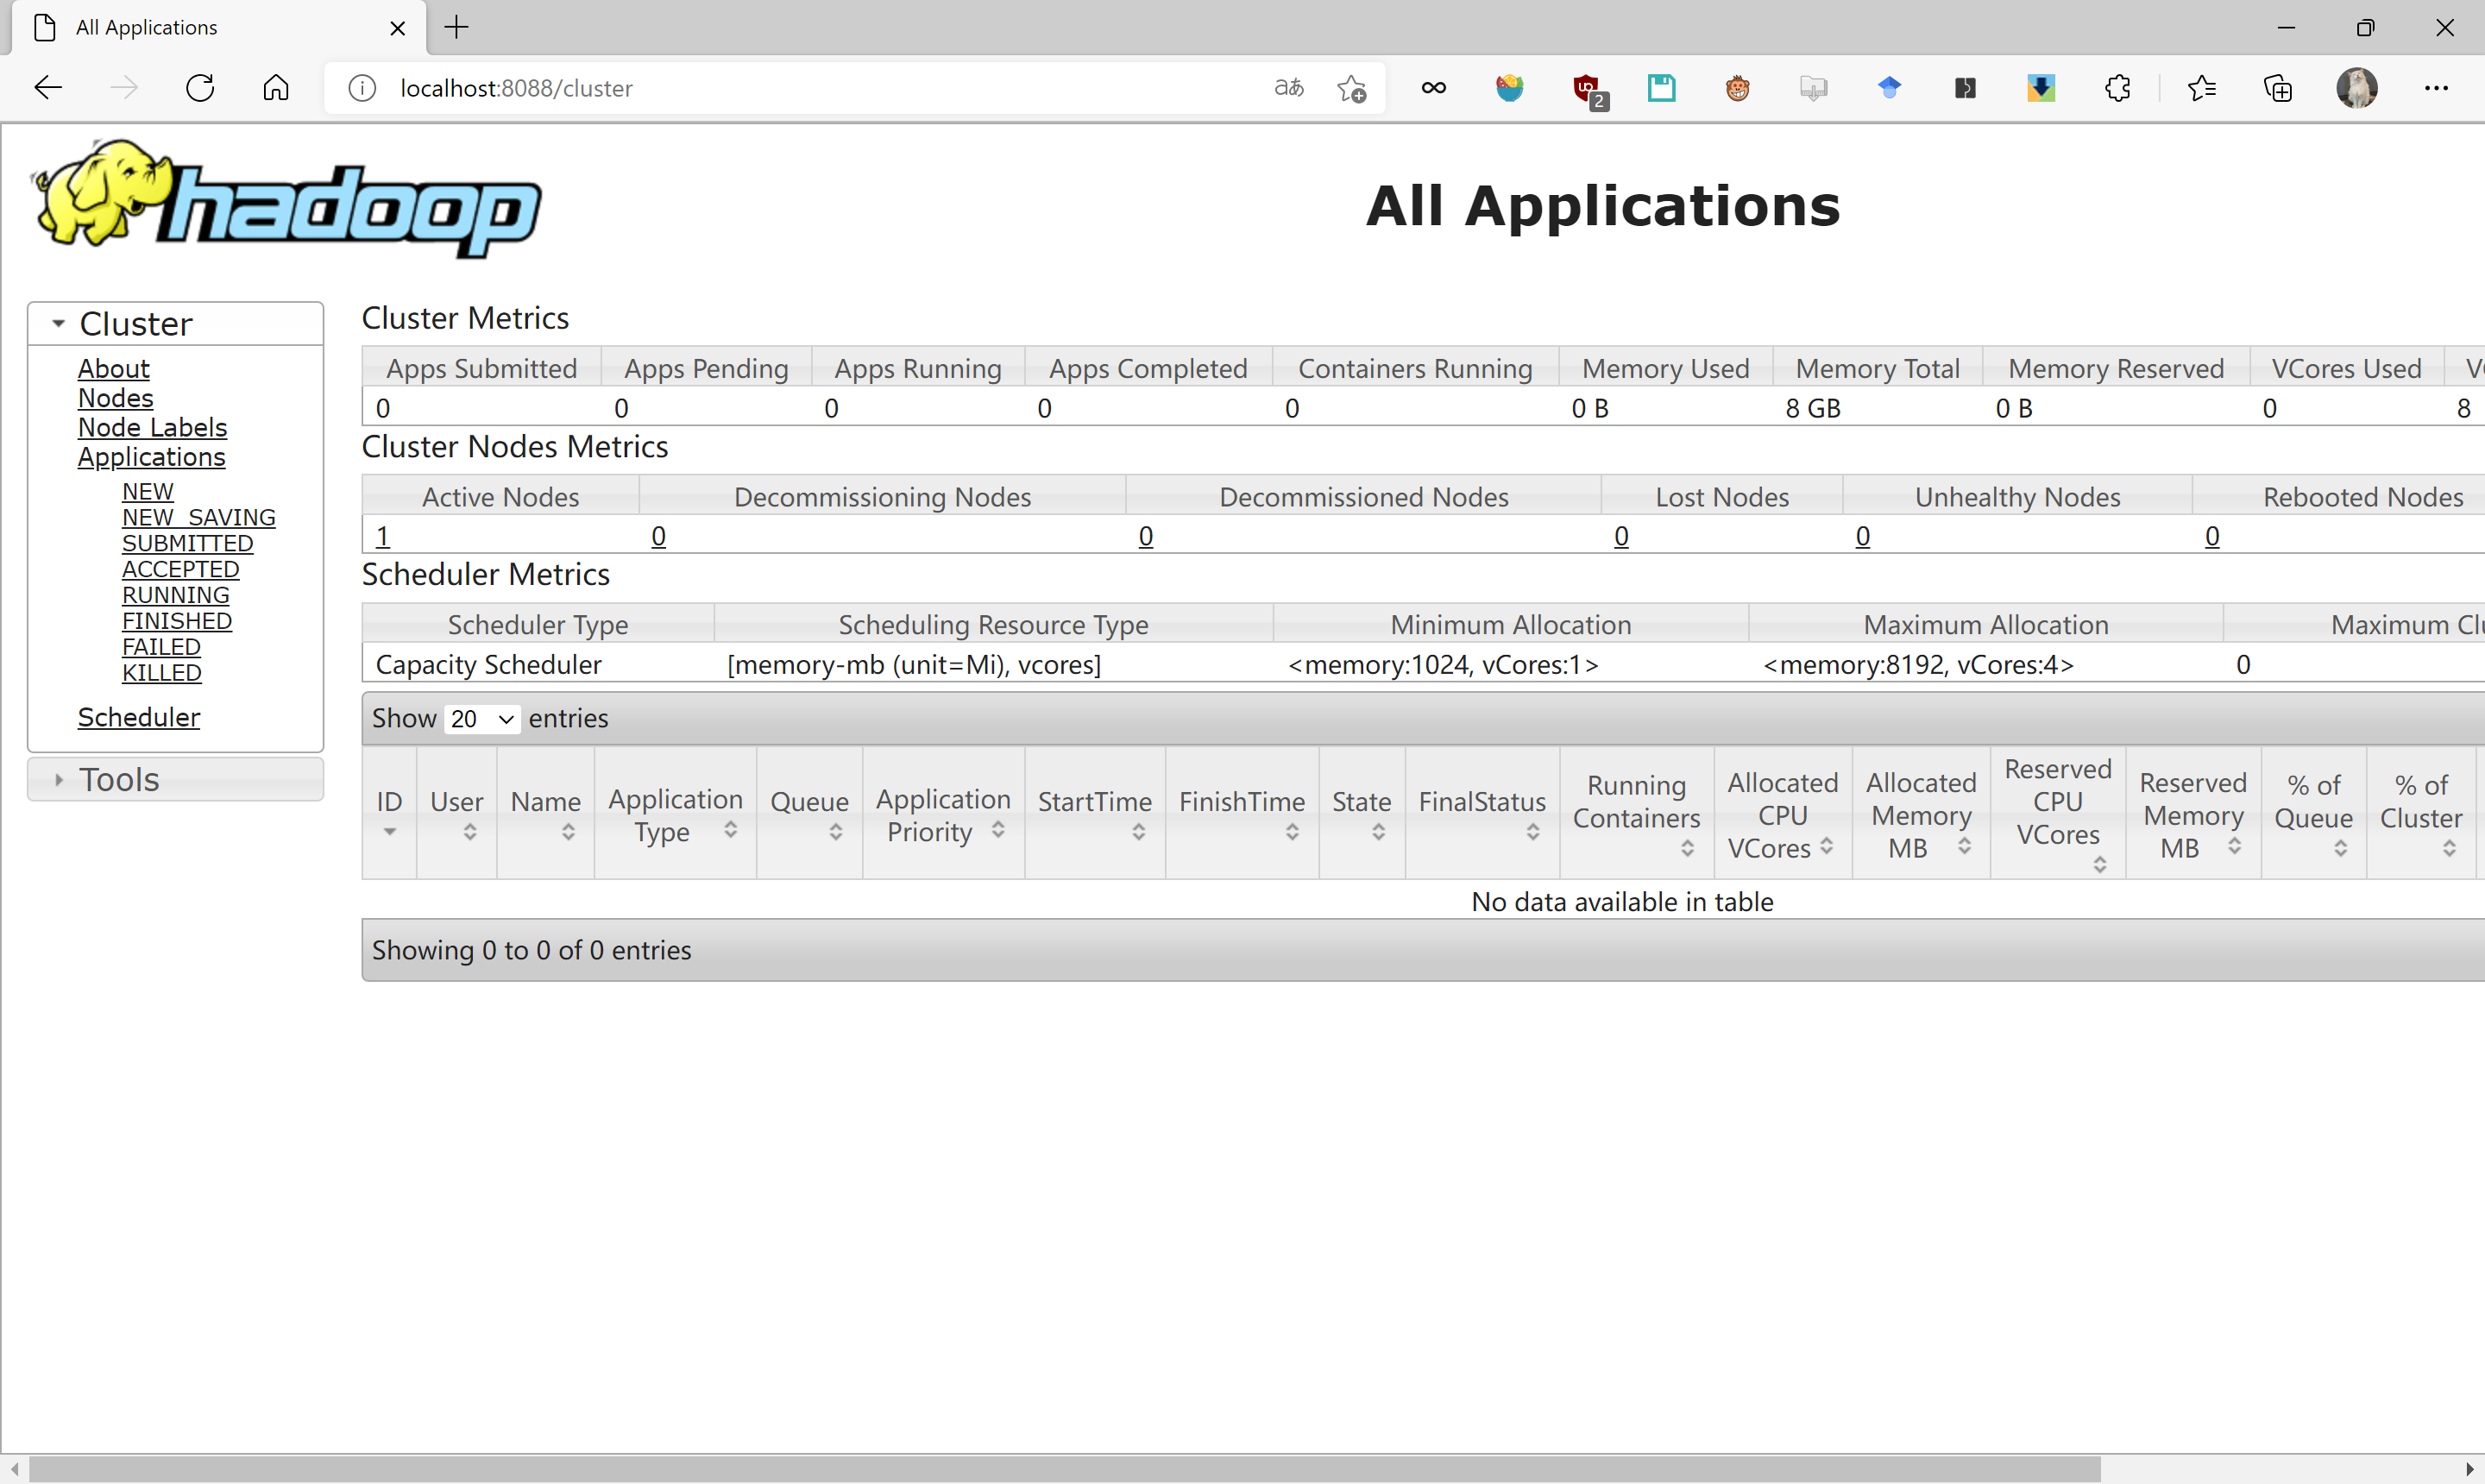 All Applications
localhost:8088/cluster
aあ
2
hadoop
All Applications
Cluster
About
Nodes
Node Labels
Applications
NEW
NEW_SAVING
SUBMITTED
ACCEPTED
RUNNING
FINISHED
FAILED
KILLED
Scheduler
Tools
Cluster Metrics
Apps Submitted Apps Pending Apps Running Apps Completed Containers Running Memory Used Memory Total Memory Reserved VCores Used
0 0 0 0 0 0 B 8 GB 0 B 0 8
Cluster Nodes Metrics
Active Nodes Decommissioning Nodes Decommissioned Nodes Lost Nodes Unhealthy Nodes Rebooted Nodes
1 0 0 0 0 0
Scheduler Metrics
Scheduler Type Scheduling Resource Type Minimum Allocation Maximum Allocation Maximum
Capacity Scheduler [memory-mb (unit=Mi), vcores] <memory:1024, vCores:1> <memory:8192, vCores:4> 0
Show 20 entries
ID User Name Application Type Queue Application Priority StartTime FinishTime State FinalStatus Running Containers Allocated CPU VCores Allocated Memory MB Reserved CPU VCores Reserved Memory MB % of Queue % of Cluster
No data available in table
Showing 0 to 0 of 0 entries